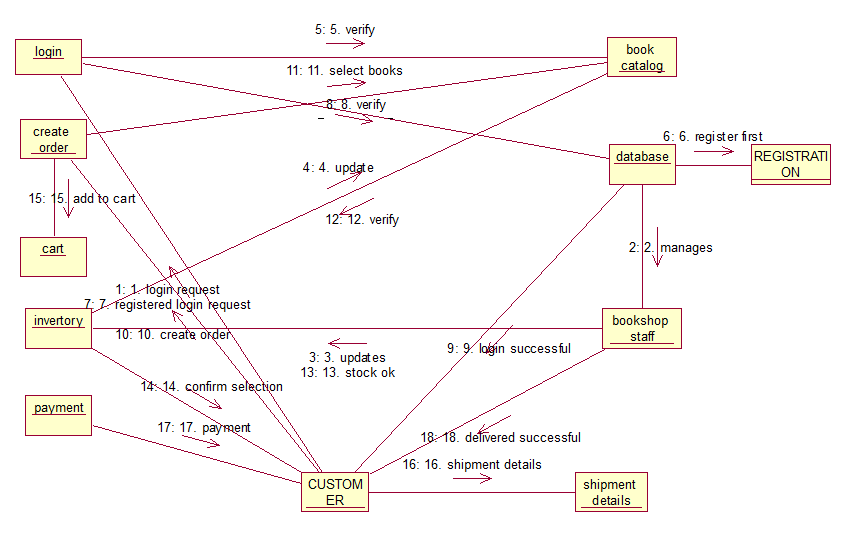 5: 5. verify
login
book
catalog
11: 11. select books
8: 8. verify
create
order
6: 6. register first
database
REGISTRATI
ON
4: 4. update
15: 15. add to cart
12: 12. verify
cart
2: 2. manages
1: 1. login request
7: 7. registered login request
invertory
bookshop
staff
10: 10. create order
9: 9. login successful
3: 3. updates
13: 13. stock ok
14: 14. confirm selection
payment
17: 17. payment
18: 18. delivered successful
16: 16. shipment details
CUSTOM
ER
shipment
details